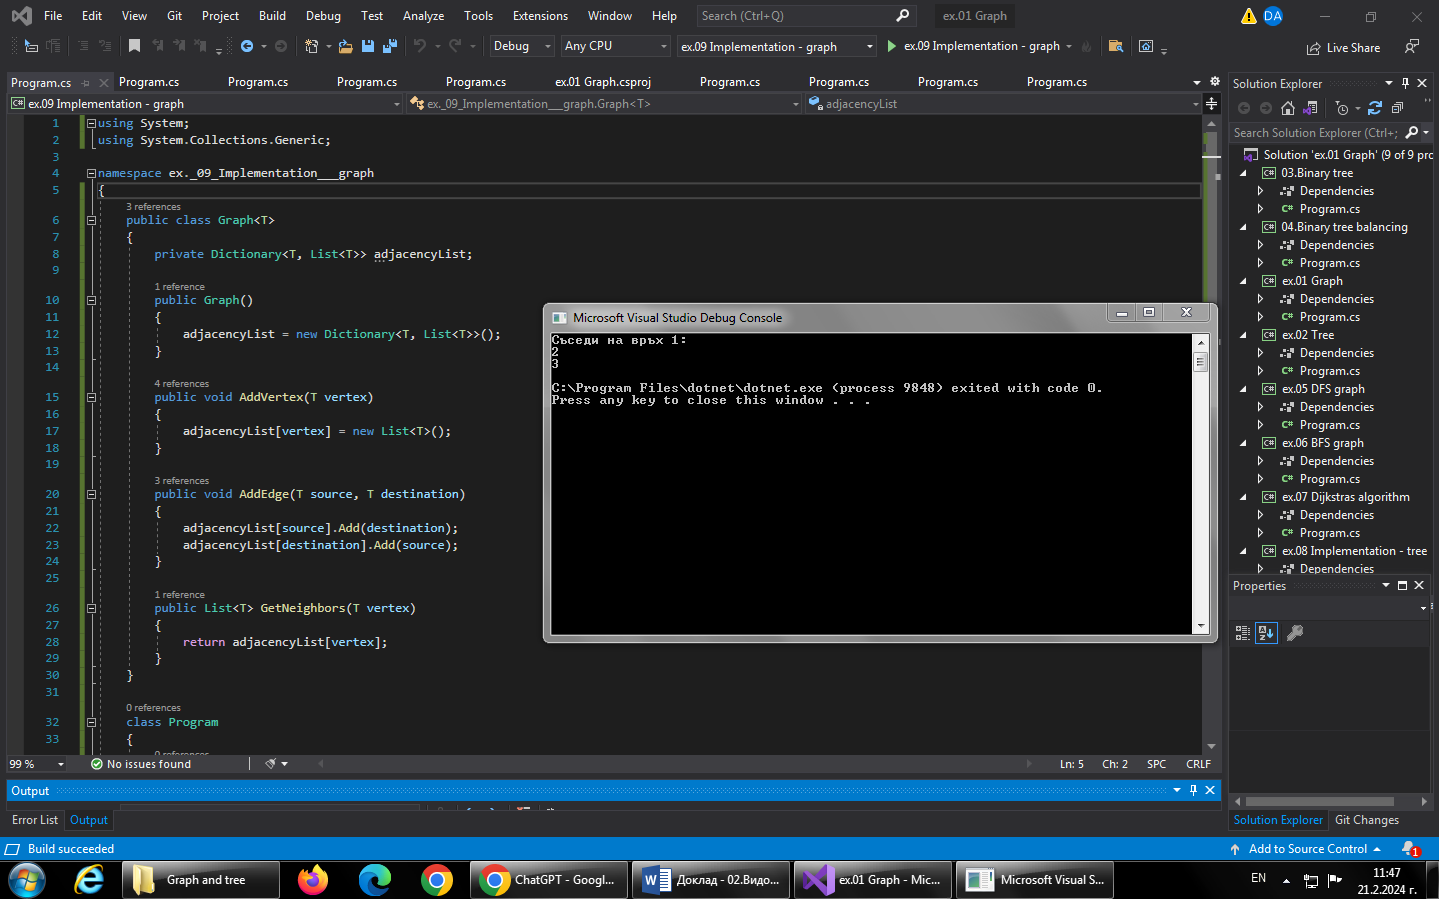 File Edit View Git Project Build Debug Test Analyze Tools Extensions Window Help Search (Ctrl+Q) ex.01 Graph DA
Debug Any CPU ex.09 Implementation - graph ex.09 Implementation - graph Live Share
Program.cs Program.cs Program.cs Program.cs Program.cs ex.01 Graph.csproj Program.cs Program.cs Program.cs Program.cs
ex.09 Implementation - graph ex._09_Implementation___graph.Graph<T> adjacencyList
1 using System;
2 using System.Collections.Generic;
3
4 namespace ex._09_Implementation___graph
5 {
3 references
6 public class Graph<T>
7 {
8 private Dictionary<T, List<T>> adjacencyList;
9
1 reference
10 public Graph()
11 {
12 adjacencyList = new Dictionary<T, List<T>>();
13 }
14
4 references
15 public void AddVertex(T vertex)
16 {
17 adjacencyList[vertex] = new List<T>();
18 }
19
3 references
20 public void AddEdge(T source, T destination)
21 {
22 adjacencyList[source].Add(destination);
23 adjacencyList[destination].Add(source);
24 }
25
1 reference
26 public List<T> GetNeighbors(T vertex)
27 {
28 return adjacencyList[vertex];
29 }
30 }
31
0 references
32 class Program
33 {
0 references
Microsoft Visual Studio Debug Console
Съседи на връх 1:
2
3
C:\Program Files\dotnet\dotnet.exe (process 9848) exited with code 0.
Press any key to close this window . . .
Solution Explorer
Search Solution Explorer (Ctrl+;
Solution 'ex.01 Graph' (9 of 9 pro
03.Binary tree
Dependencies
Program.cs
04.Binary tree balancing
Dependencies
Program.cs
ex.01 Graph
Dependencies
Program.cs
ex.02 Tree
Dependencies
Program.cs
ex.05 DFS graph
Dependencies
Program.cs
ex.06 BFS graph
Dependencies
Program.cs
ex.07 Dijkstras algorithm
Dependencies
Program.cs
ex.08 Implementation - tree
Dependencies
Properties
Solution Explorer Git Changes
99 % No issues found Ln: 5 Ch: 2 SPC CRLF
Output
Error List Output
Build succeeded Add to Source Control 1
Graph and tree ChatGPT - Googl... Доклад - 02.Видо... ex.01 Graph - Mic... Microsoft Visual S... EN 11:47
21.2.2024 г.